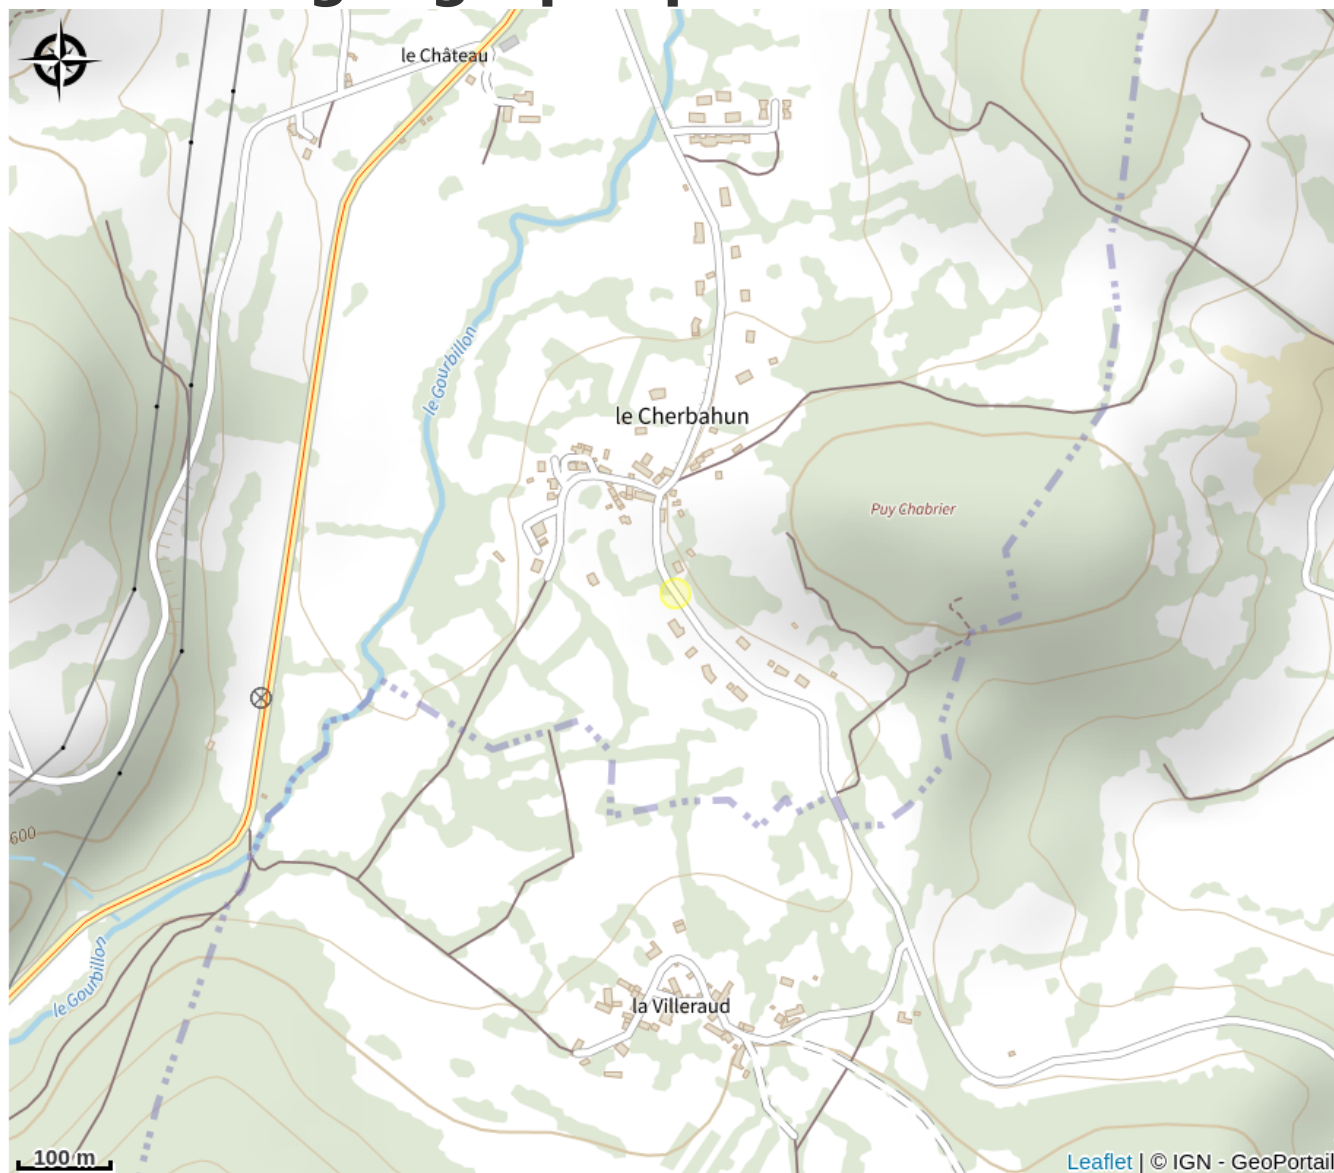 le Château
le Gourbillon
le Cherbahun
Puy Chabrier
600
le Gourbillon
la Villeraud
100 m
Leaflet | © IGN - GeoPortail